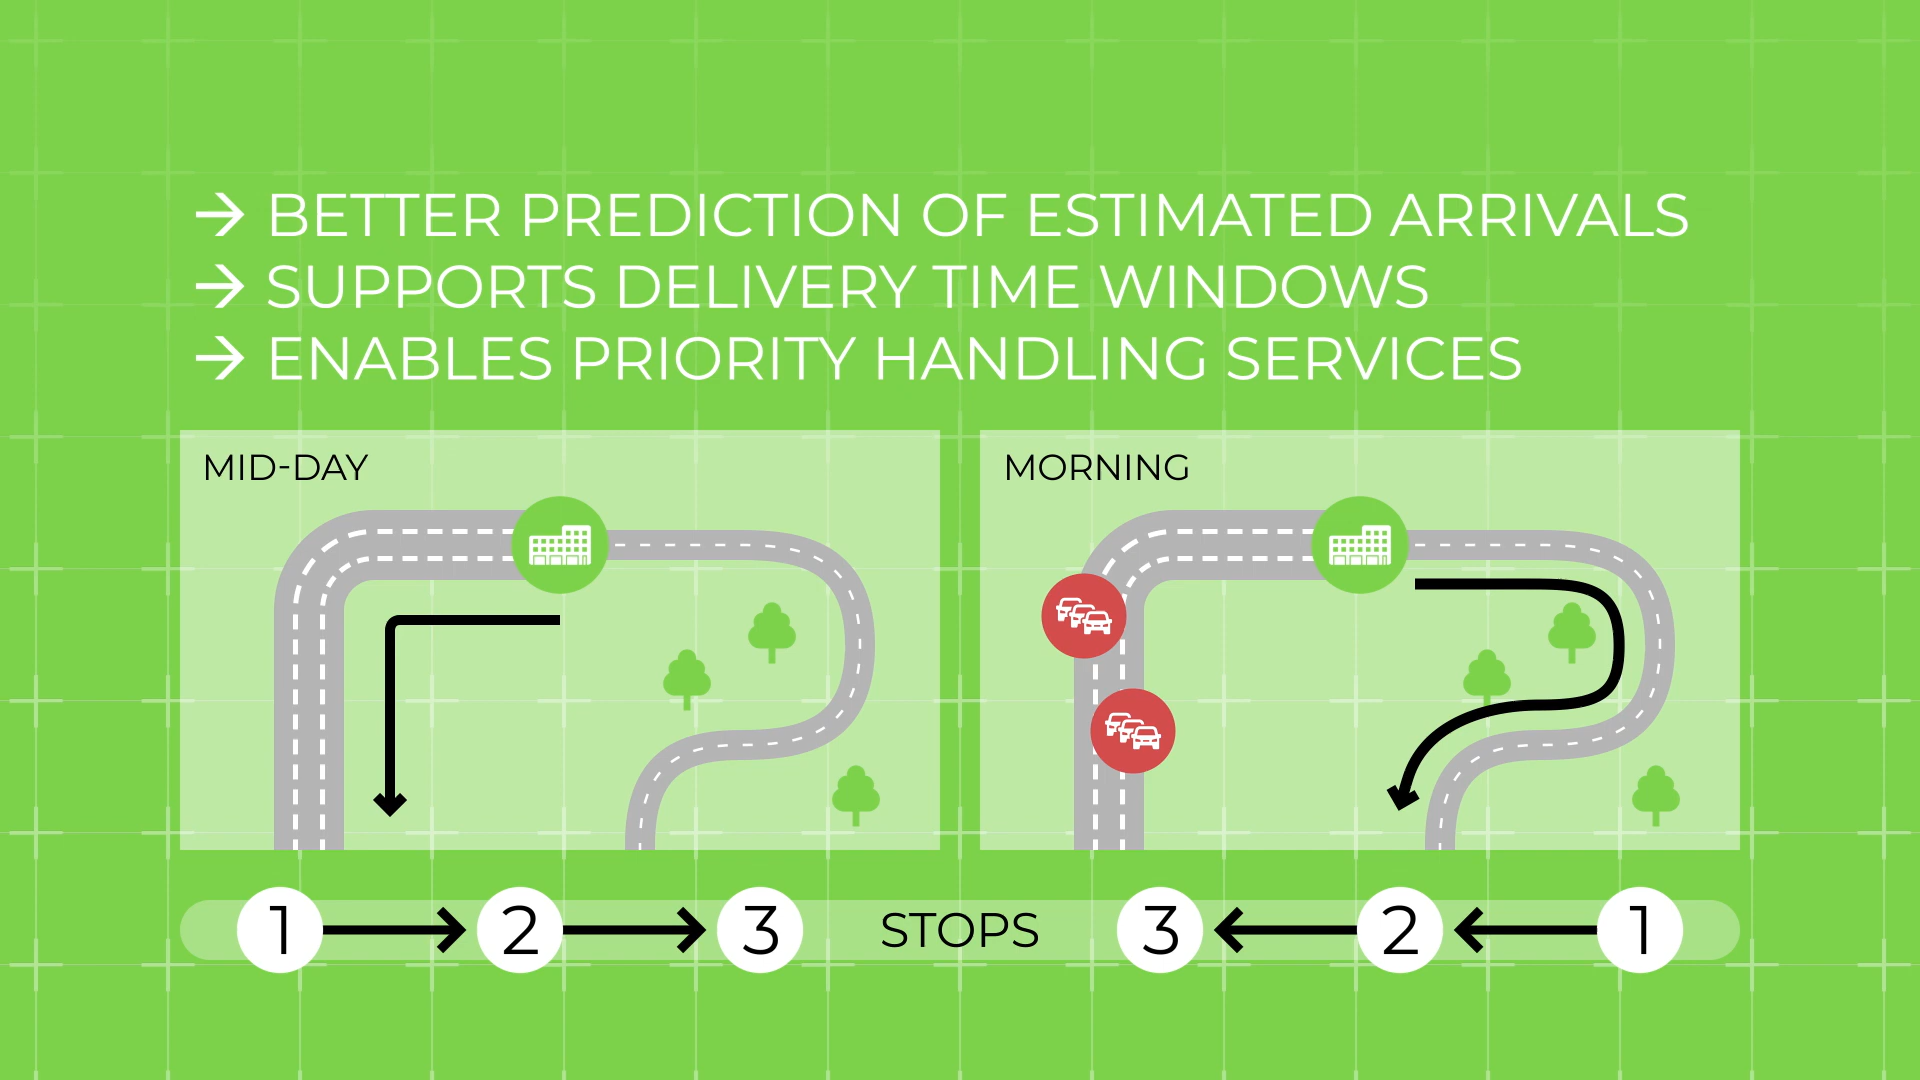 → BETTER PREDICTION OF ESTIMATED ARRIVALS
→ SUPPORTS DELIVERY TIME WINDOWS
→ ENABLES PRIORITY HANDLING SERVICES
MID-DAY
MORNING
1 2 3 STOPS 3 2 1